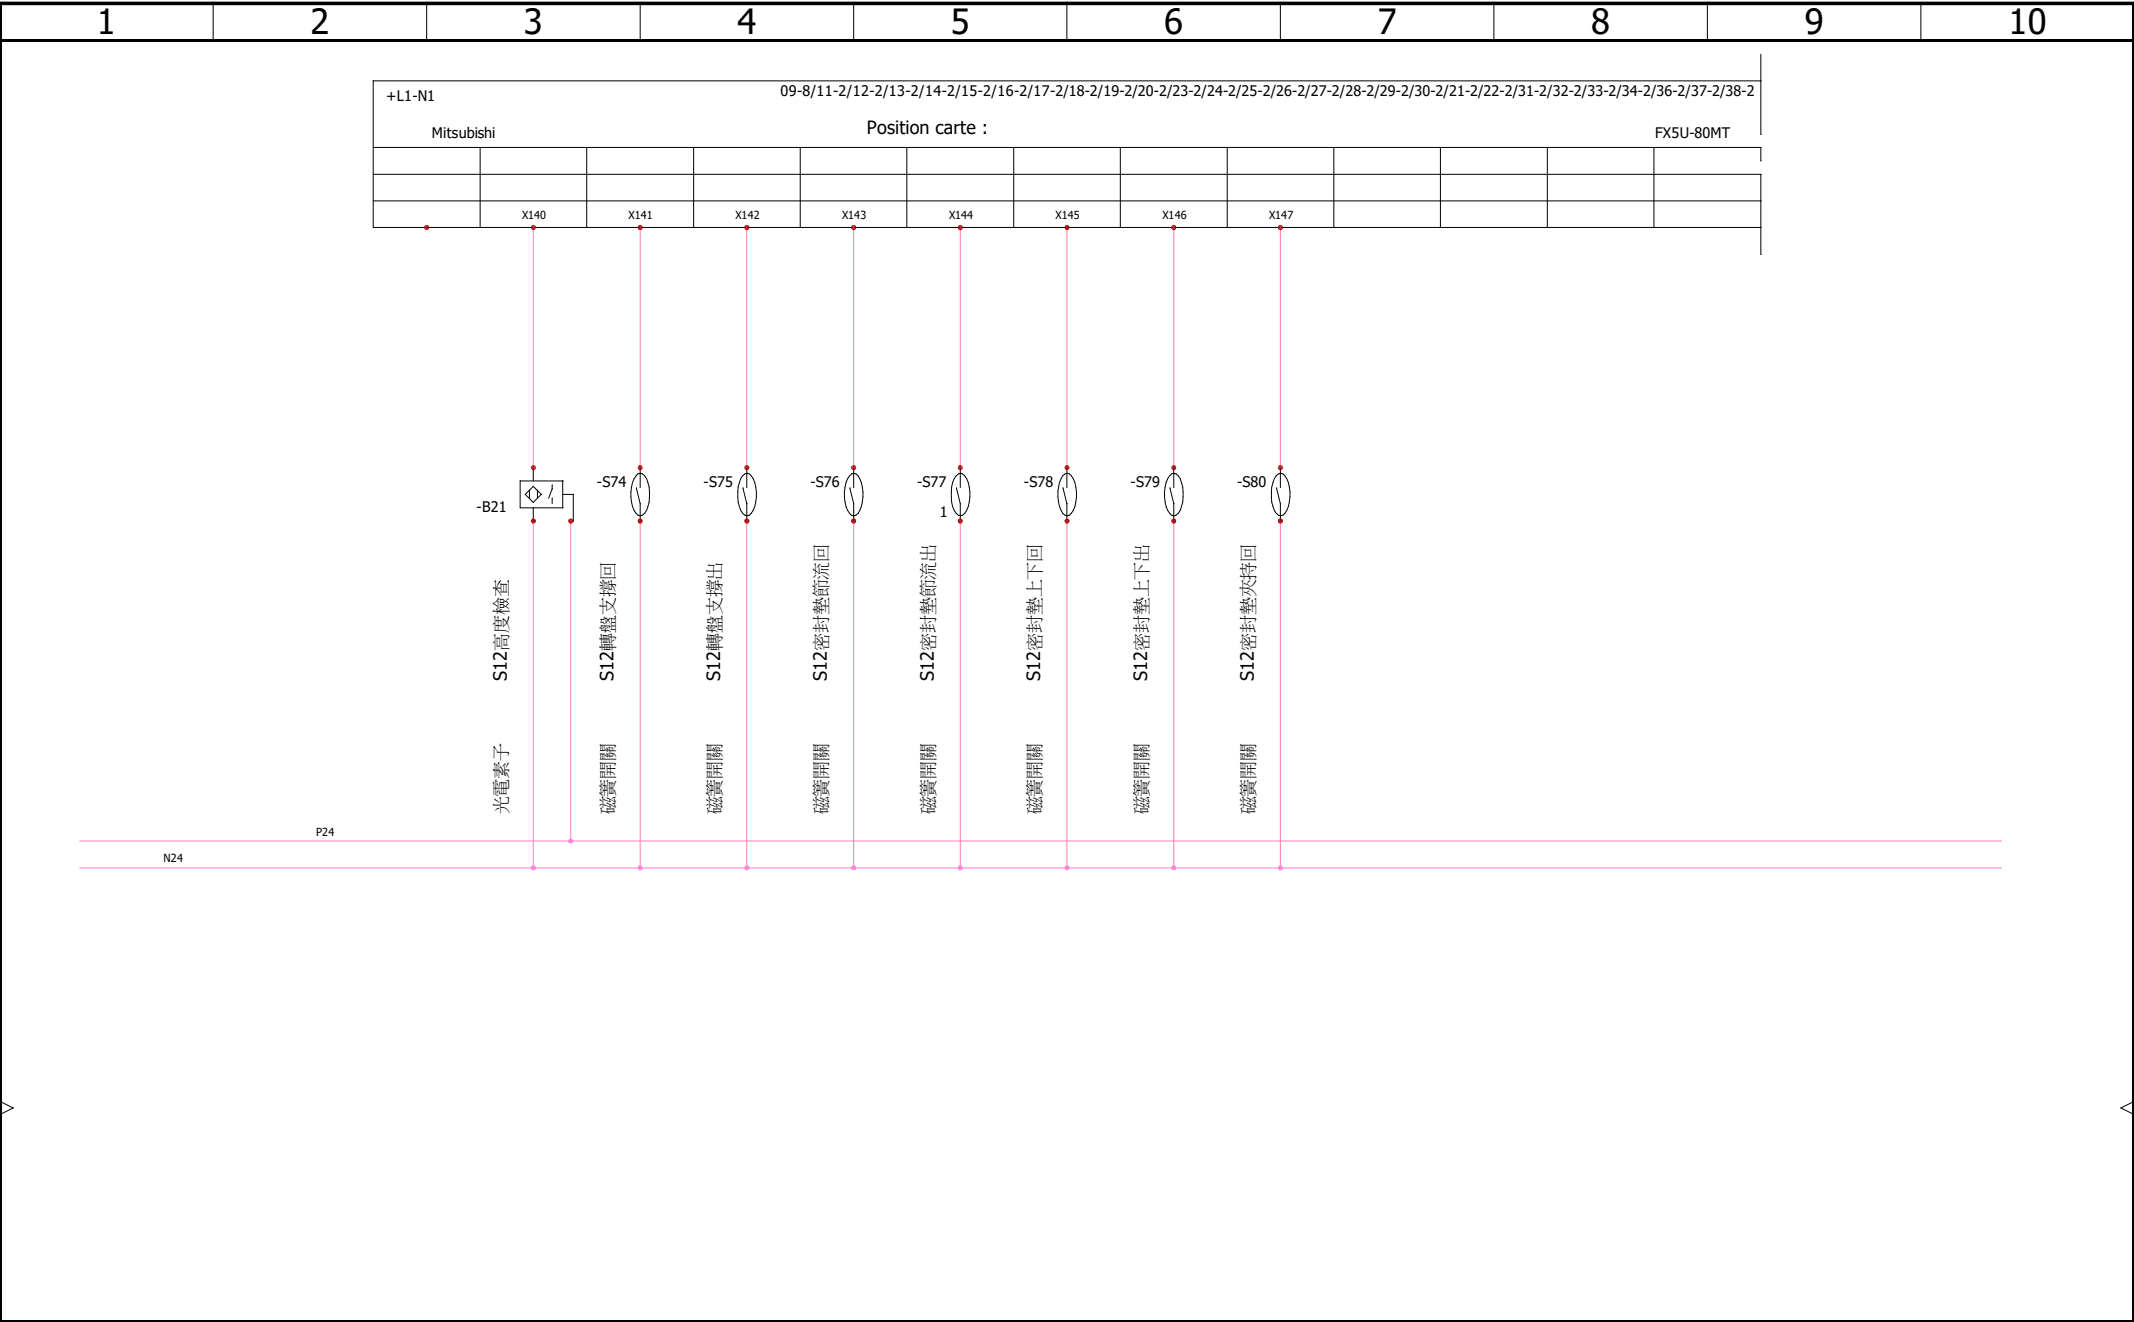 1 2 3 4 5 6 7 8 9 10
+L1-N1 09-8/11-2/12-2/13-2/14-2/15-2/16-2/17-2/18-2/19-2/20-2/23-2/24-2/25-2/26-2/27-2/28-2/29-2/30-2/21-2/22-2/31-2/32-2/33-2/34-2/36-2/37-2/38-2
Mitsubishi Position carte : FX5U-80MT
X140 X141 X142 X143 X144 X145 X146 X147
-S74 -S75 -S76 -S77 -S78 -S79 -S80
-B21 1
S12高度檢查
S12轉盤支撐回
S12轉盤支撐出
S12密封墊節流回
S12密封墊節流出
S12密封墊上下回
S12密封墊上下出
S12密封墊夾持回
光電素子
磁簧開關
磁簧開關
磁簧開關
磁簧開關
磁簧開關
磁簧開關
磁簧開關
P24
N24